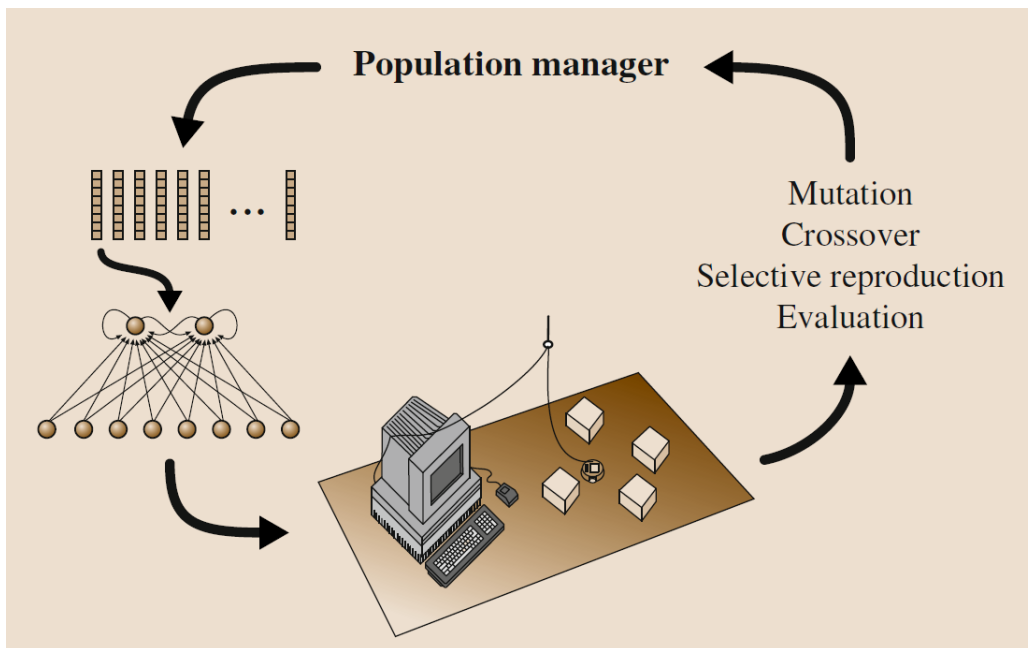 Population manager
...
Mutation
Crossover
Selective reproduction
Evaluation